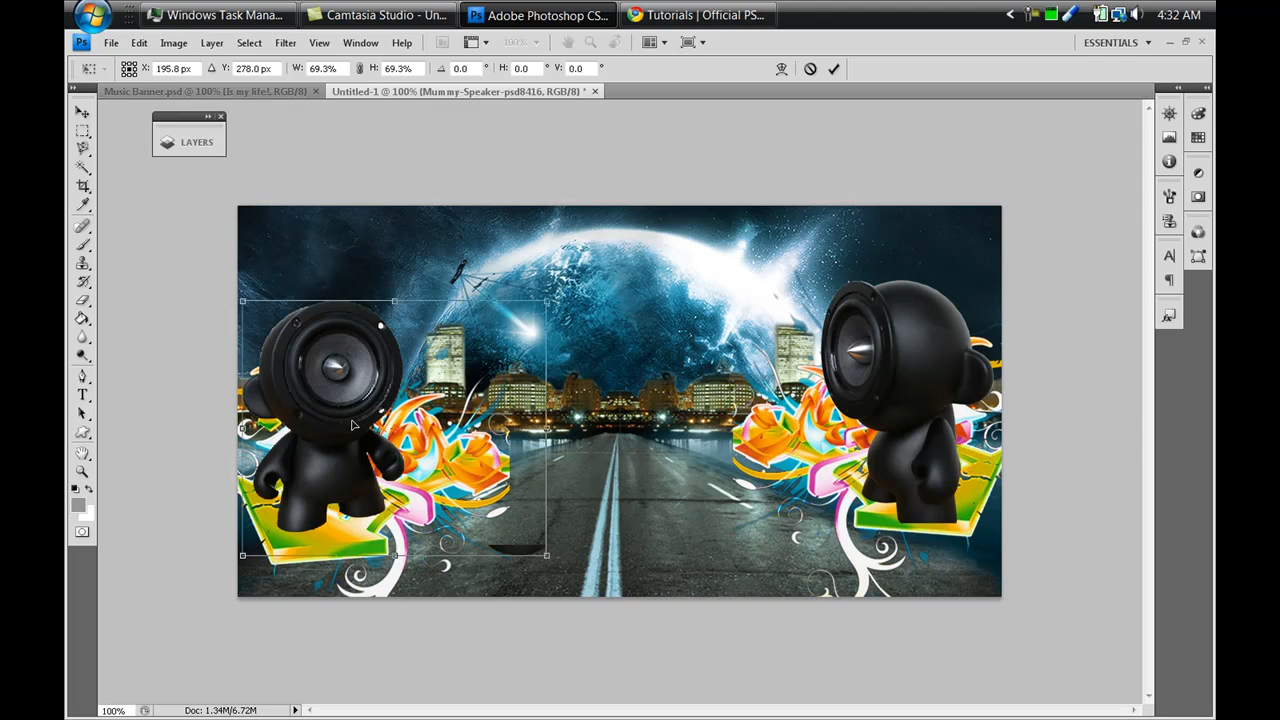 Windows Task Mana...
Camtasia Studio - Un...
Adobe Photoshop CS...
Tutorials | Official PS...
4:32 AM
Ps File Edit Image Layer Select Filter View Window Help 100% ESSENTIALS
X: 195.8 px Y: 278.0 px W: 69.3% H: 69.3% 0.0 ° H: 0.0 ° V: 0.0 °
Music Banner.psd @ 100% (Is my life!, RGB/8) × Untitled-1 @ 100% (Mummy-Speaker-psd8416, RGB/8) * ×
LAYERS
100% Doc: 1.34M/6.72M